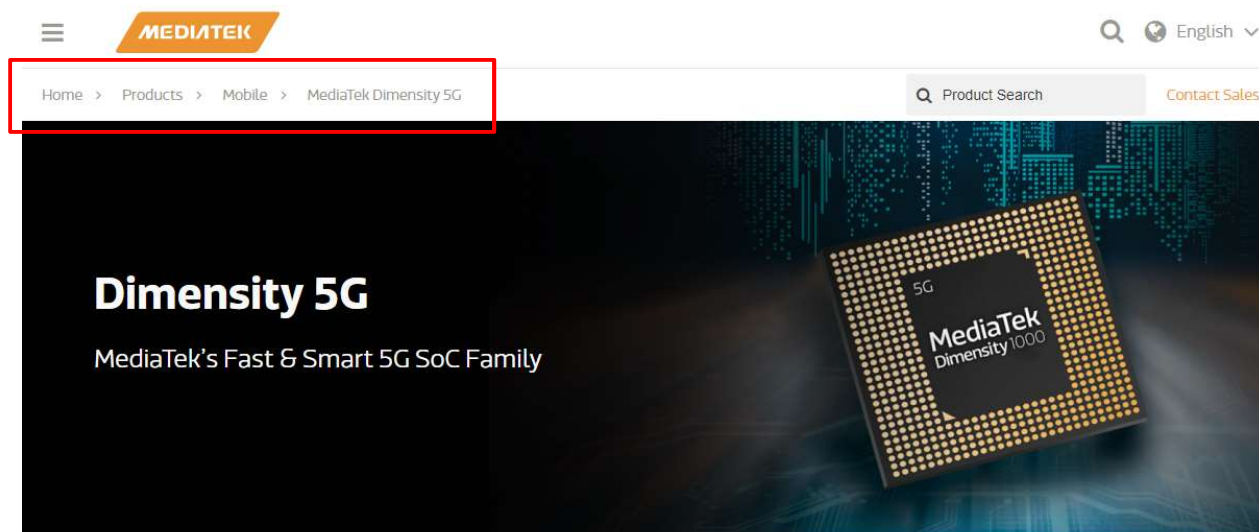 MEDIATEK
English
Home > Products > Mobile > MediaTek Dimensity 5G
Product Search
Contact Sales
Dimensity 5G
MediaTek's Fast & Smart 5G SoC Family
5G
MediaTek
Dimensity 1000